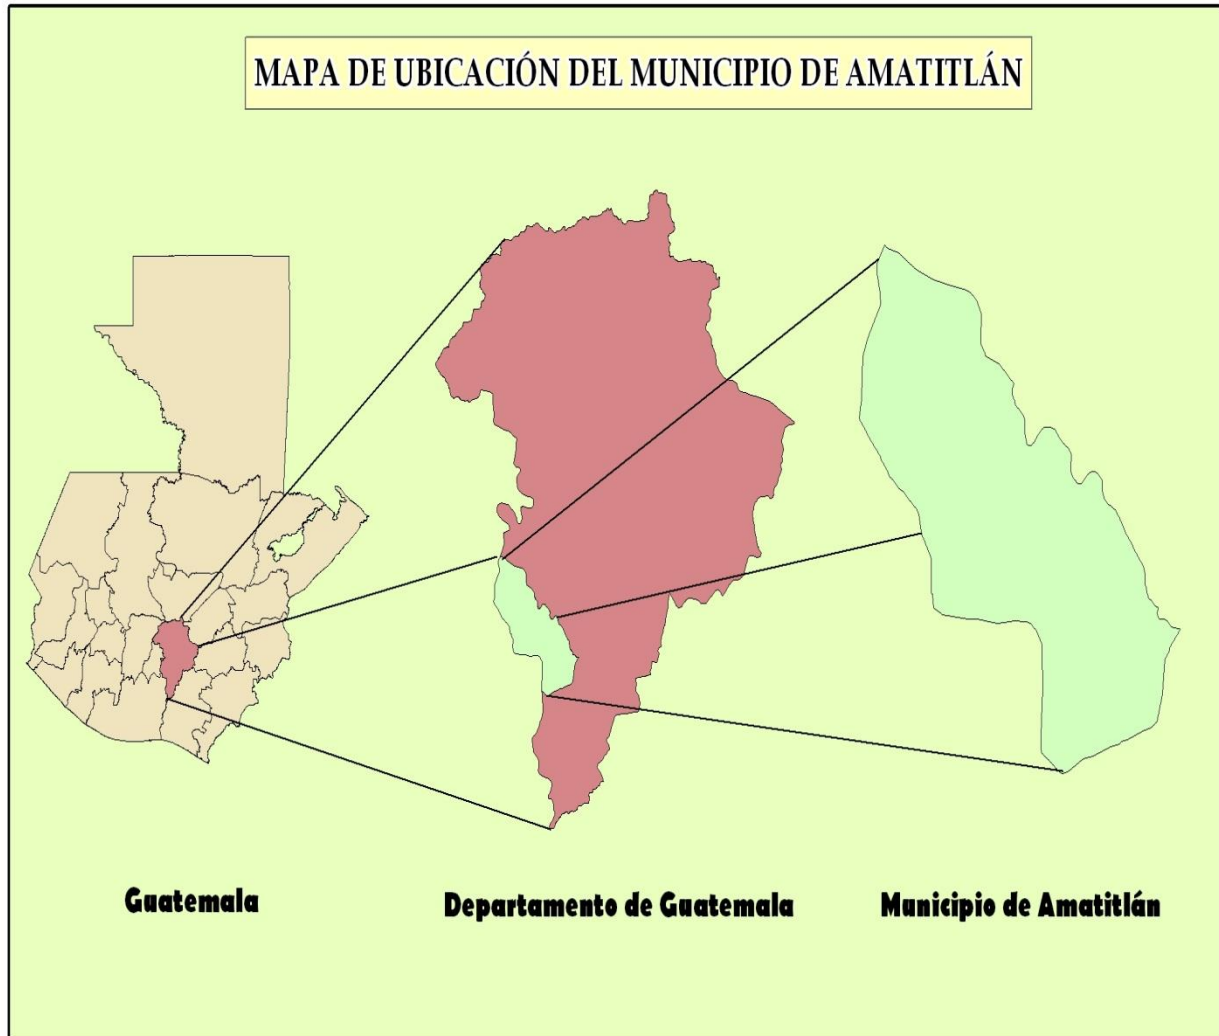 MAPA DE UBICACIÓN DEL MUNICIPIO DE AMATITLÁN
Guatemala
Departamento de Guatemala
Municipio de Amatitlán